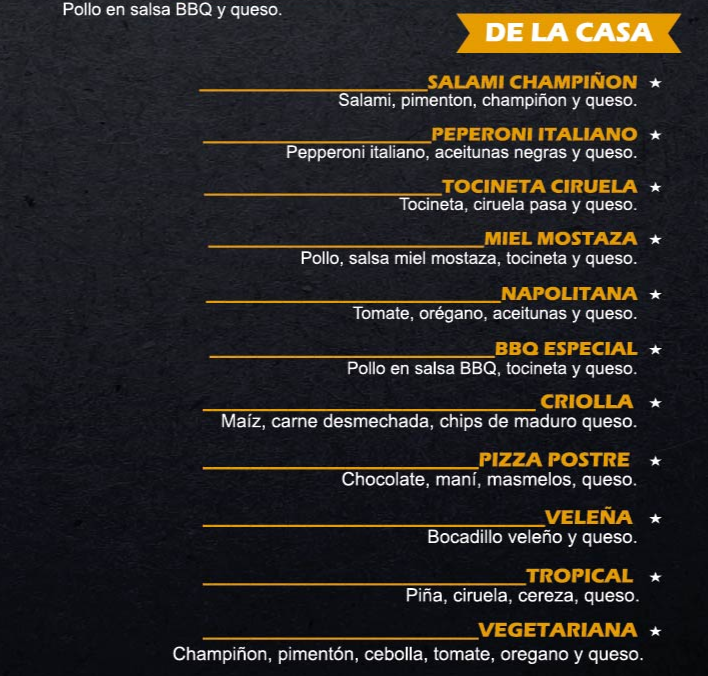 Pollo en salsa BBQ y queso.
DE LA CASA
SALAMI CHAMPIÑON
Salami, pimenton, champiñon y queso.
PEPERONI ITALIANO
Pepperoni italiano, aceitunas negras y queso.
TOCINETA CIRUELA
Tocineta, ciruela pasa y queso.
MIEL MOSTAZA
Pollo, salsa miel mostaza, tocineta y queso.
NAPOLITANA
Tomate, orégano, aceitunas y queso.
BBQ ESPECIAL
Pollo en salsa BBQ, tocineta y queso.
CRIOLLA
Maíz, carne desmechada, chips de maduro queso.
PIZZA POSTRE
Chocolate, maní, masmelos, queso.
VELEÑA
Bocadillo veleño y queso.
TROPICAL
Piña, ciruela, cereza, queso.
VEGETARIANA
Champiñon, pimentón, cebolla, tomate, oregano y queso.